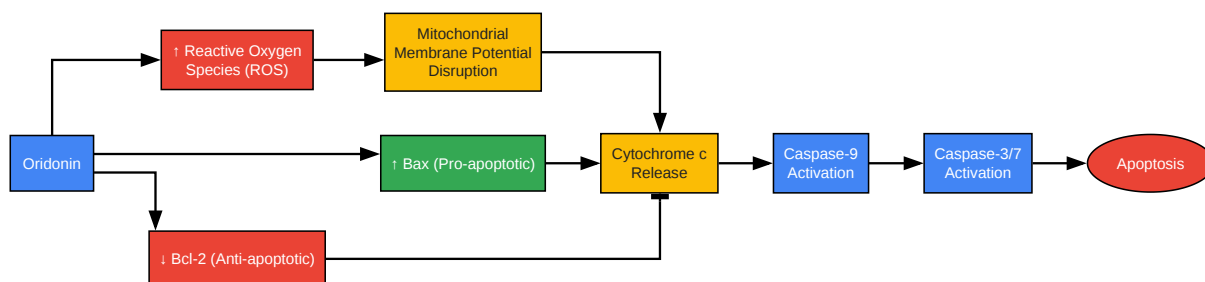 Oridonin
↑ Reactive Oxygen
Species (ROS)
Mitochondrial
Membrane Potential
Disruption
↑ Bax (Pro-apoptotic)
↓ Bcl-2 (Anti-apoptotic)
Cytochrome c
Release
Caspase-9
Activation
Caspase-3/7
Activation
Apoptosis